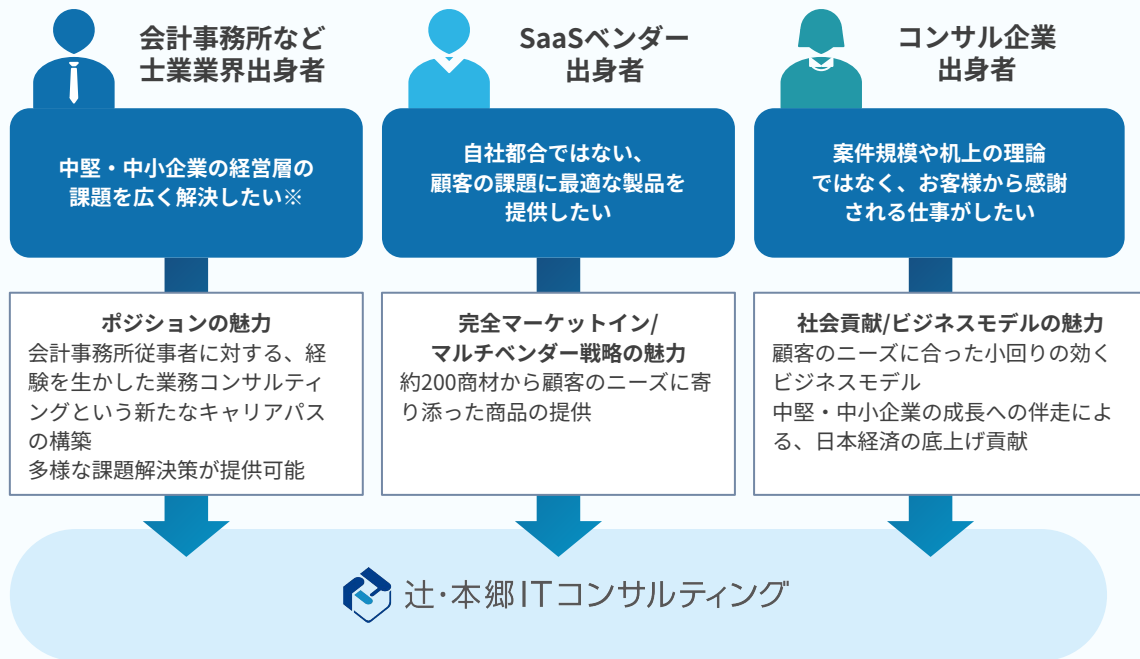 会計事務所など
士業業界出身者
中堅・中小企業の経営層の
課題を広く解決したい※
ポジションの魅力
会計事務所従事者に対する、経
験を生かした業務コンサルティ
ングという新たなキャリアパス
の構築
多様な課題解決策が提供可能
SaaSベンダー
出身者
自社都合ではない、
顧客の課題に最適な製品を
提供したい
完全マーケットイン/
マルチベンダー戦略の魅力
約200商材から顧客のニーズに寄
り添った商品の提供
コンサル企業
出身者
案件規模や机上の理論
ではなく、お客様から感謝
される仕事がしたい
社会貢献/ビジネスモデルの魅力
顧客のニーズに合った小回りの効く
ビジネスモデル
中堅・中小企業の成長への伴走によ
る、日本経済の底上げ貢献
辻・本郷ITコンサルティング